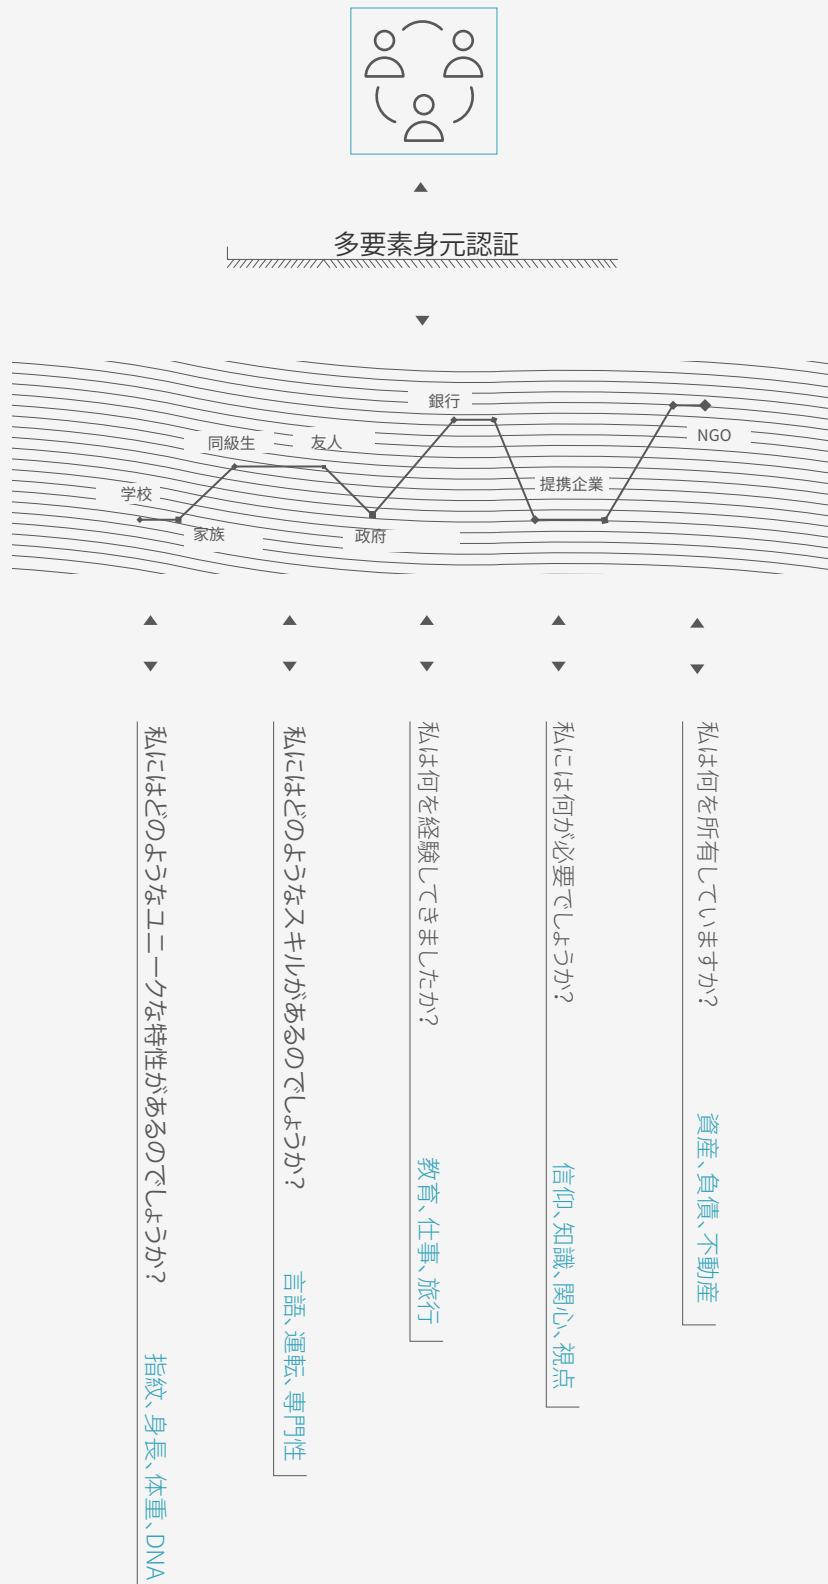 多要素身元認証
銀行
NGO
同級生
友人
提携企業
学校
家族
政府
私にはどのようなユニークな特性があるのでしょうか？
指紋、身長、体重、DNA
私にはどのようなスキルがあるのでしょうか？
言語、運転、専門性
私は何を経験してきましたか？
教育、仕事、旅行
私には何が必要でしょうか？
信仰、知識、関心、視点
私は何を所有していますか？
資産、負債、不動産